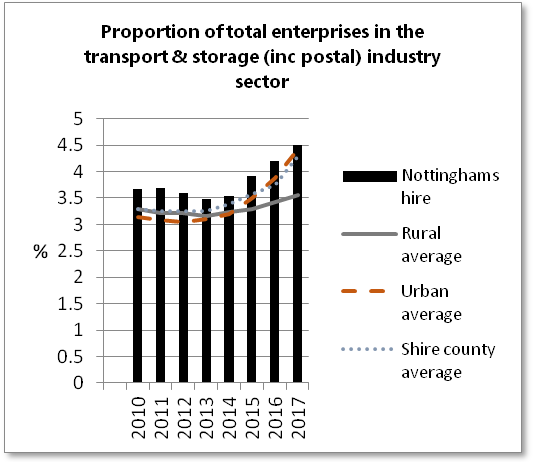 Proportion of total enterprises in the
transport & storage (inc postal) industry
sector
5
4.5
4
3.5
3
2.5
2
1.5
1
0.5
0
%
2010
2011
2012
2013
2014
2015
2016
2017
Nottinghams
hire
Rural
average
Urban
average
Shire county
average